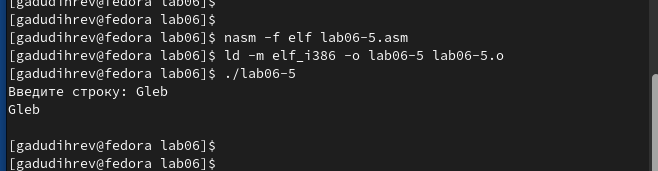 [gadudihrev@fedora lab06]$
[gadudihrev@fedora lab06]$
[gadudihrev@fedora lab06]$ nasm -f elf lab06-5.asm
[gadudihrev@fedora lab06]$ ld -m elf_i386 -o lab06-5 lab06-5.o
[gadudihrev@fedora lab06]$ ./lab06-5
Введите строку: Gleb
Gleb
[gadudihrev@fedora lab06]$
[gadudihrev@fedora lab06]$